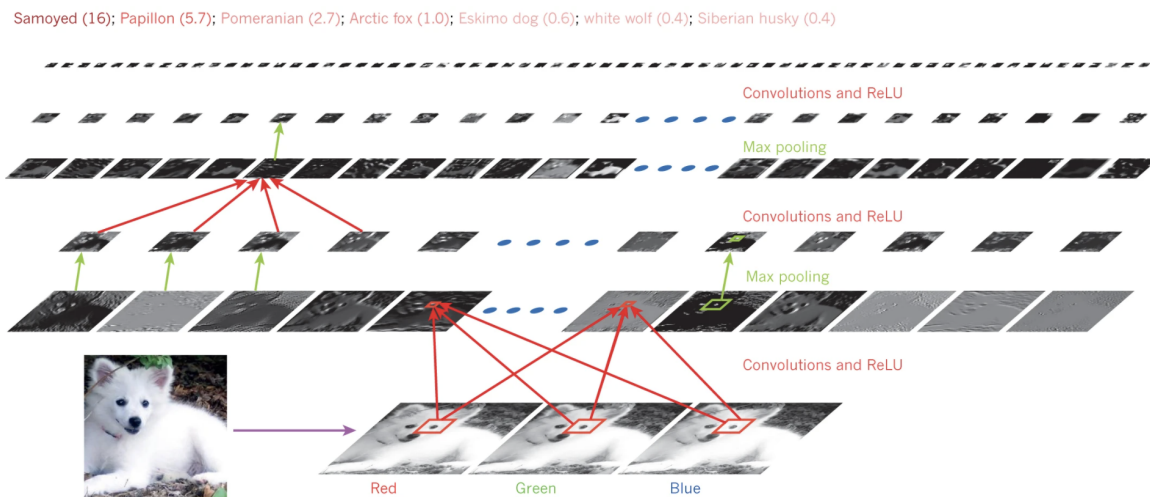 Samoyed (16); Papillon (5.7); Pomeranian (2.7); Arctic fox (1.0); Eskimo dog (0.6); white wolf (0.4); Siberian husky (0.4)
Convolutions and ReLU
Max pooling
Convolutions and ReLU
Max pooling
Convolutions and ReLU
Red Green Blue